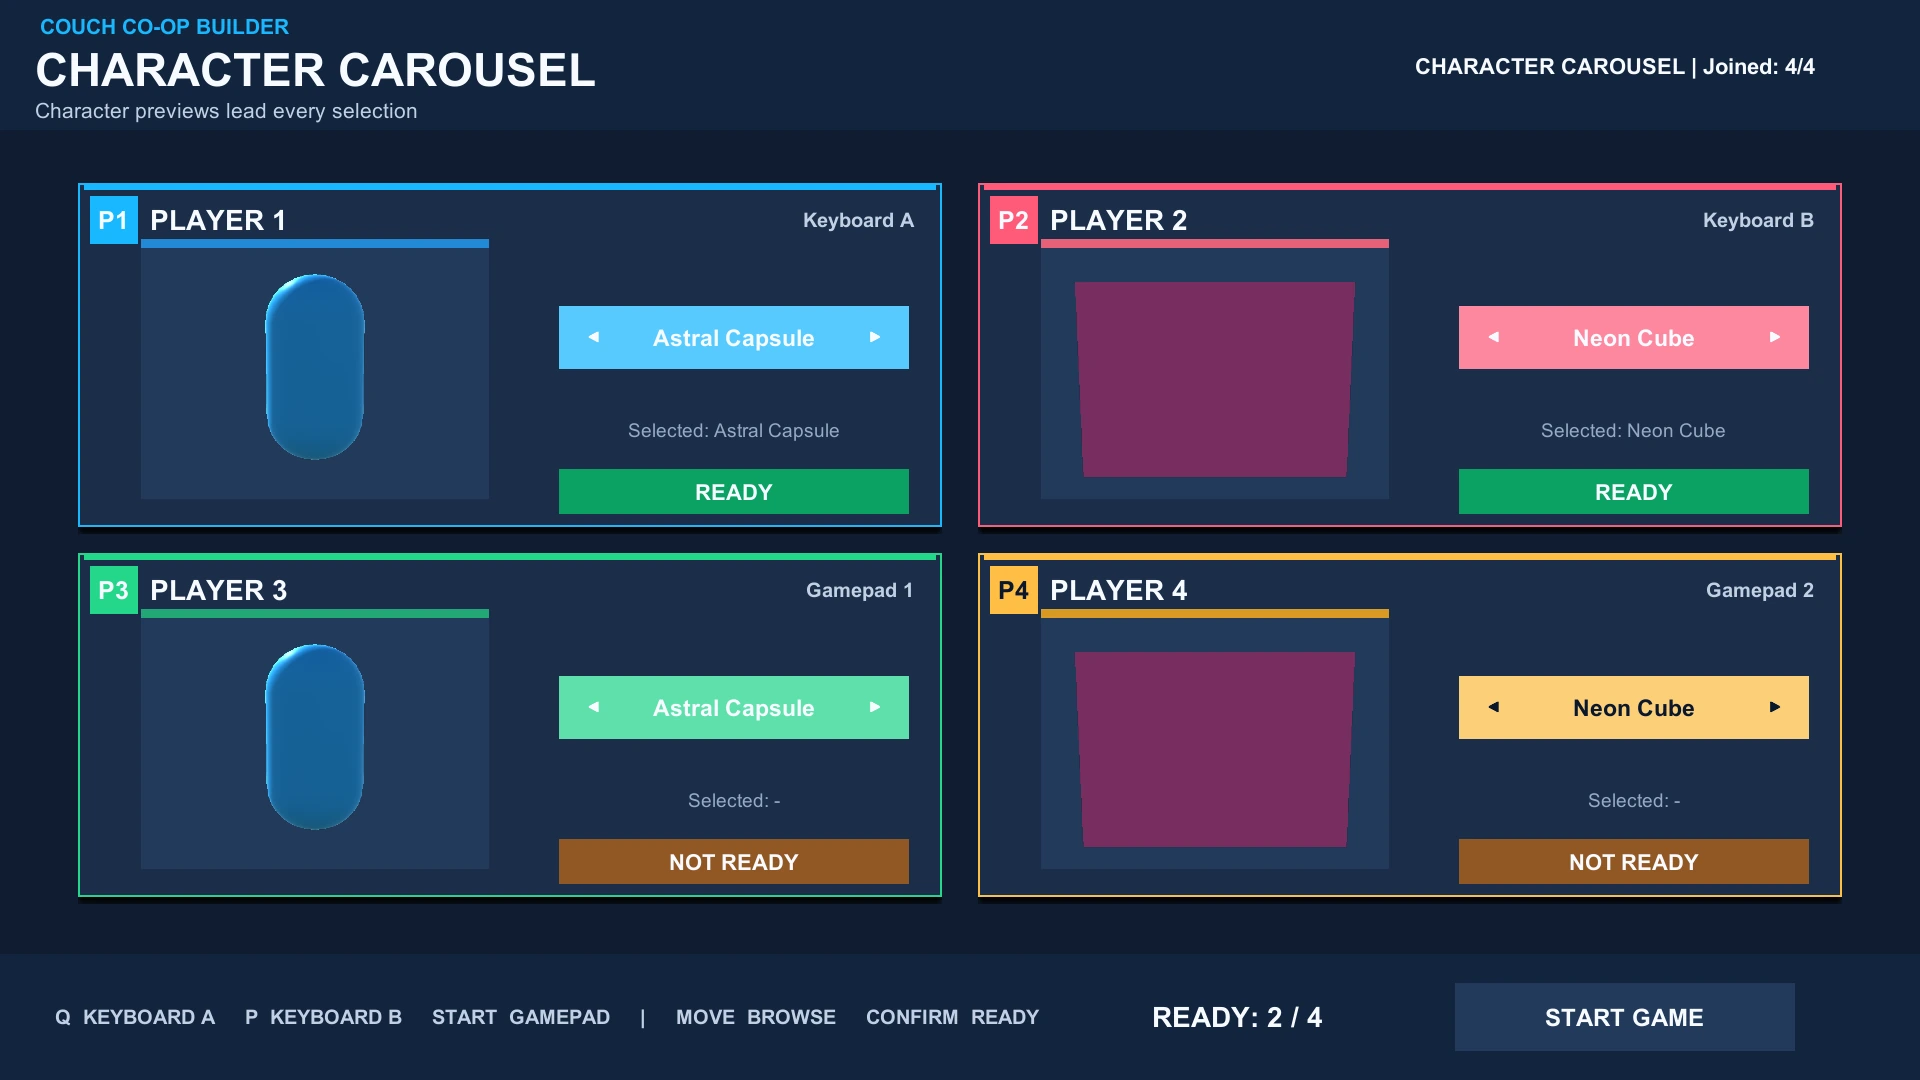 COUCH CO-OP BUILDER
CHARACTER CAROUSEL
Character previews lead every selection
CHARACTER CAROUSEL | Joined: 4/4
P1 PLAYER 1 Keyboard A
◄ Astral Capsule ►
Selected: Astral Capsule
READY
P2 PLAYER 2 Keyboard B
◄ Neon Cube ►
Selected: Neon Cube
READY
P3 PLAYER 3 Gamepad 1
◄ Astral Capsule ►
Selected: -
NOT READY
P4 PLAYER 4 Gamepad 2
◄ Neon Cube ►
Selected: -
NOT READY
Q KEYBOARD A P KEYBOARD B START GAMEPAD | MOVE BROWSE CONFIRM READY
READY: 2 / 4
START GAME